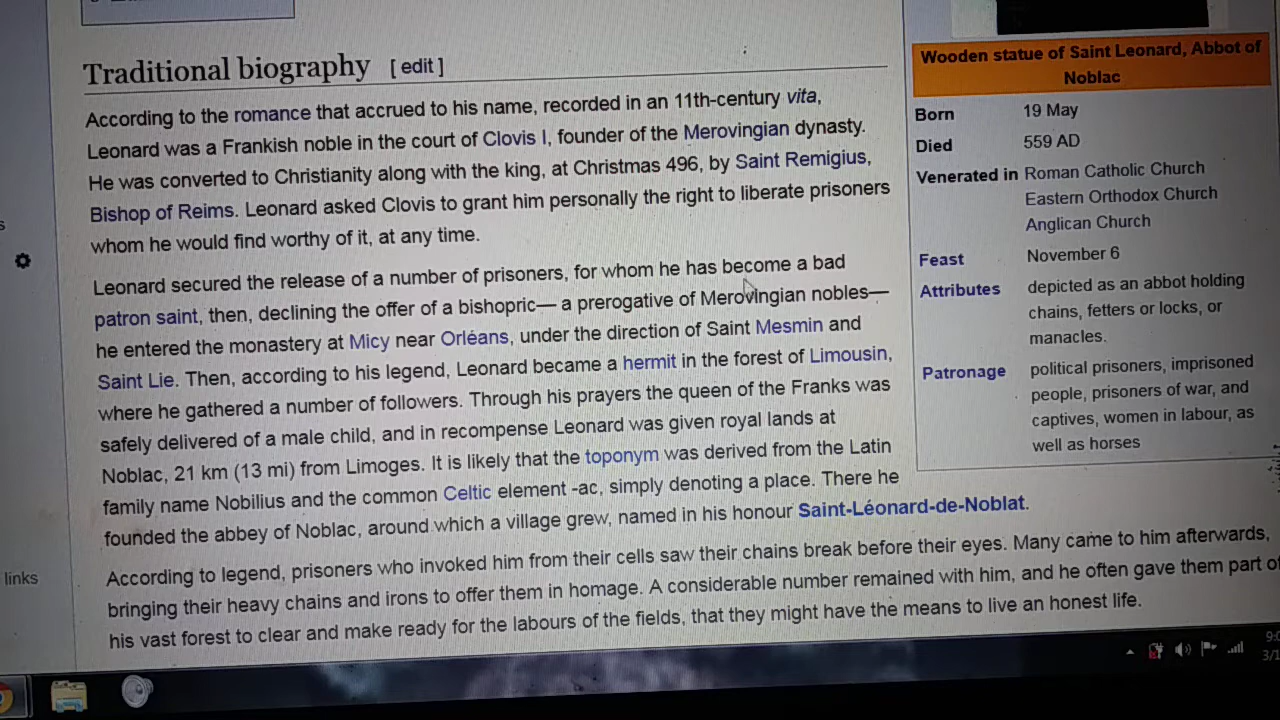 Traditional biography [ edit ]
According to the romance that accrued to his name, recorded in an 11th-century vita,
Leonard was a Frankish noble in the court of Clovis I, founder of the Merovingian dynasty.
He was converted to Christianity along with the king, at Christmas 496, by Saint Remigius,
Bishop of Reims. Leonard asked Clovis to grant him personally the right to liberate prisoners
whom he would find worthy of it, at any time.
Leonard secured the release of a number of prisoners, for whom he has become a bad
patron saint, then, declining the offer of a bishopric— a prerogative of Merovingian nobles—
he entered the monastery at Micy near Orléans, under the direction of Saint Mesmin and
Saint Lie. Then, according to his legend, Leonard became a hermit in the forest of Limousin,
where he gathered a number of followers. Through his prayers the queen of the Franks was
safely delivered of a male child, and in recompense Leonard was given royal lands at
Noblac, 21 km (13 mi) from Limoges. It is likely that the toponym was derived from the Latin
family name Nobilius and the common Celtic element -ac, simply denoting a place. There he
founded the abbey of Noblac, around which a village grew, named in his honour Saint-Léonard-de-Noblat.
According to legend, prisoners who invoked him from their cells saw their chains break before their eyes. Many came to him afterwards,
bringing their heavy chains and irons to offer them in homage. A considerable number remained with him, and he often gave them part of
his vast forest to clear and make ready for the labours of the fields, that they might have the means to live an honest life.
Wooden statue of Saint Leonard, Abbot of
Noblac
Born 19 May
Died 559 AD
Venerated in Roman Catholic Church
Eastern Orthodox Church
Anglican Church
Feast November 6
Attributes depicted as an abbot holding
chains, fetters or locks, or
manacles.
Patronage political prisoners, imprisoned
people, prisoners of war, and
captives, women in labour, as
well as horses
links